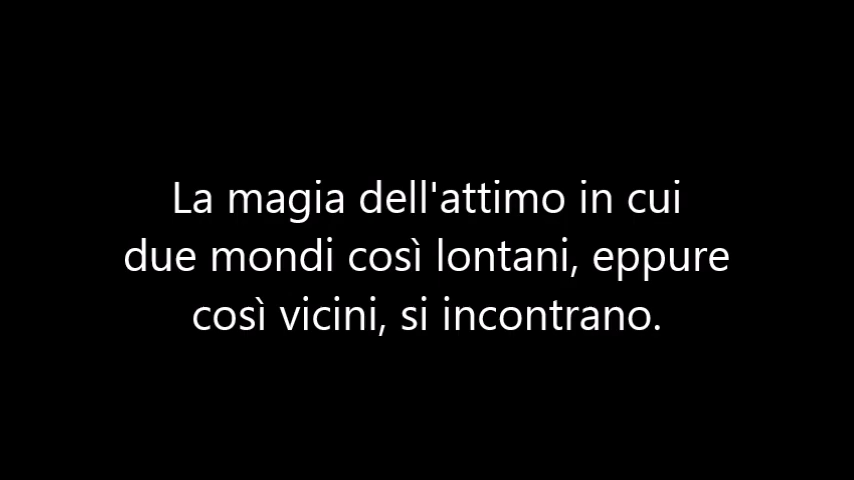 La magia dell'attimo in cui
due mondi così lontani, eppure
così vicini, si incontrano.